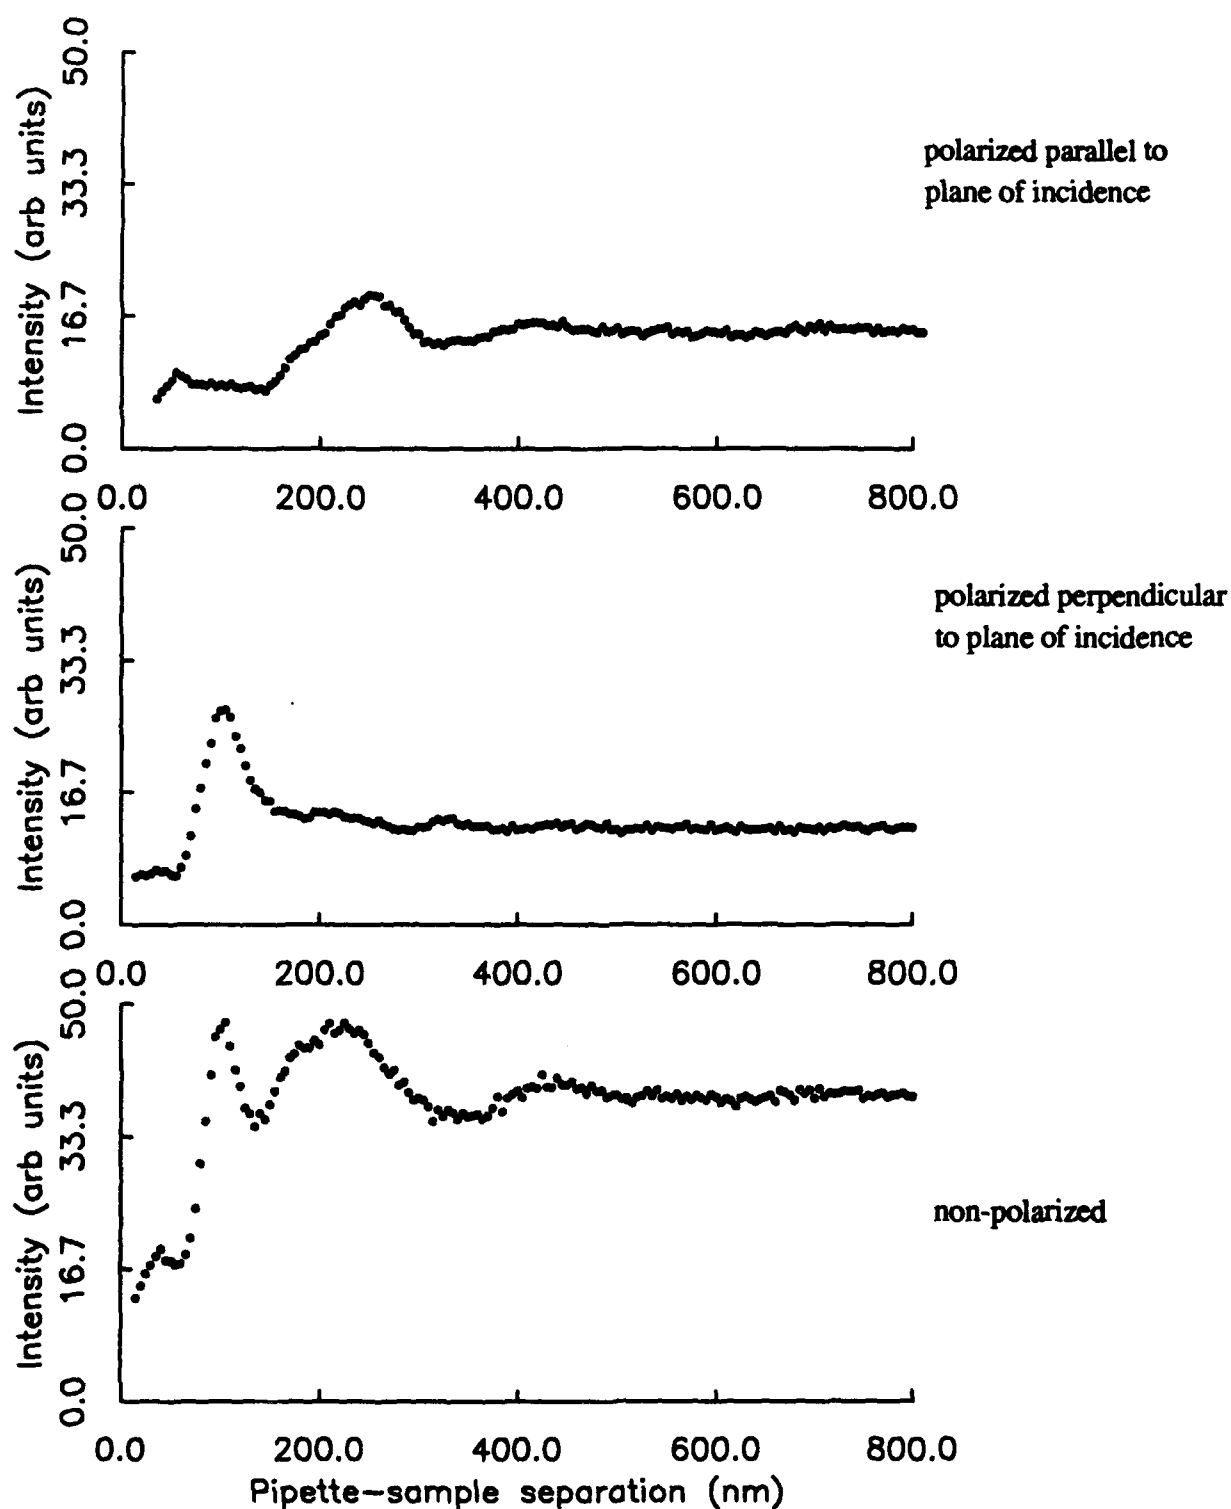 50.0
33.3
16.7
0.0
Intensity (arb units)
polarized parallel to
plane of incidence
0.0 200.0 400.0 600.0 800.0
50.0
33.3
16.7
0.0
Intensity (arb units)
polarized perpendicular
to plane of incidence
0.0 200.0 400.0 600.0 800.0
50.0
33.3
16.7
0.0
Intensity (arb units)
non-polarized
0.0 200.0 400.0 600.0 800.0
Pipette-sample separation (nm)